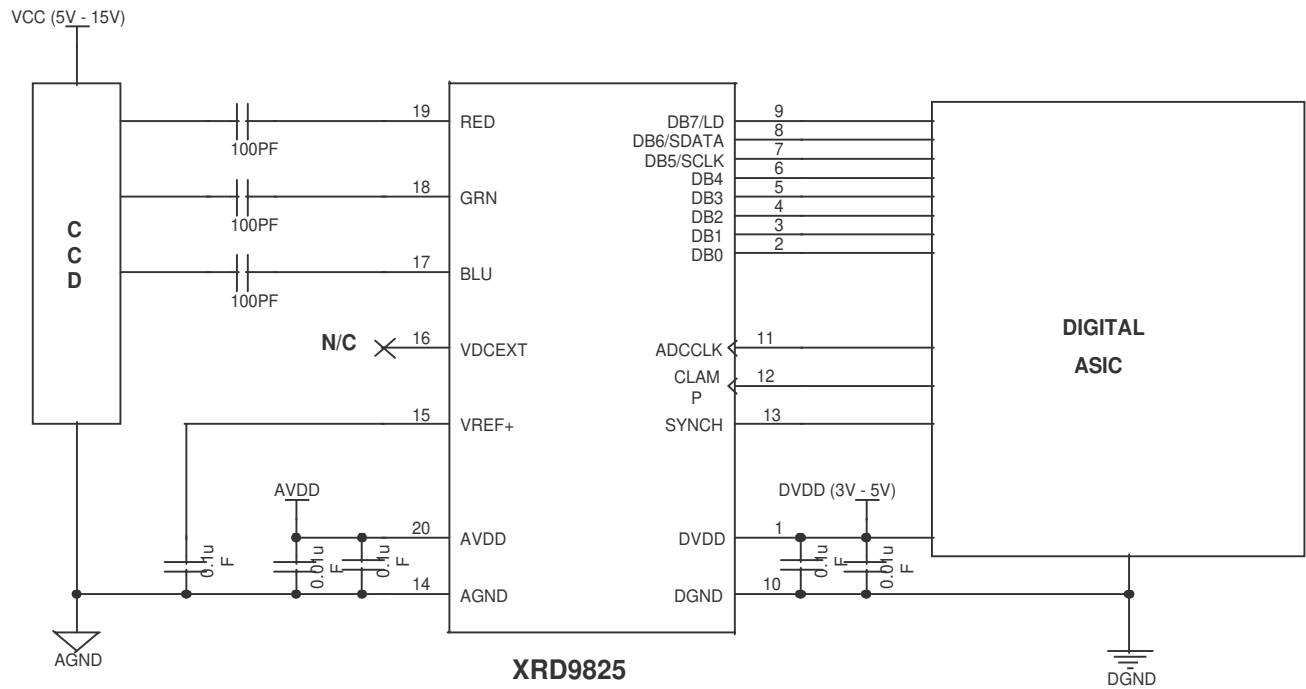 VCC (5V - 15V)
C
C
D
100PF
100PF
100PF
N/C
19
18
17
16
15
20
14
RED
GRN
BLU
VDCEXT
VREF+
AVDD
AGND
DB7/LD
DB6/SDATA
DB5/SCLK
DB4
DB3
DB2
DB1
DB0
ADCCLK
CLAM
P
SYNCH
DVDD
DGND
9
8
7
6
5
4
3
2
11
12
13
1
10
DIGITAL
ASIC
AVDD
0.1u
F
0.01u
F
0.1u
F
DVDD (3V - 5V)
0.1u
F
0.01u
F
AGND
XRD9825
DGND